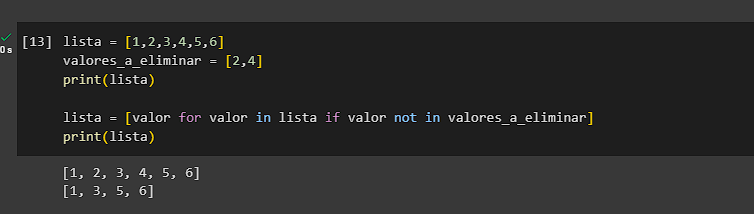 [13] lista = [1,2,3,4,5,6]
valores_a_eliminar = [2,4]
0s
print(lista)
lista = [valor for valor in lista if valor not in valores_a_eliminar]
print(lista)
[1, 2, 3, 4, 5, 6]
[1, 3, 5, 6]